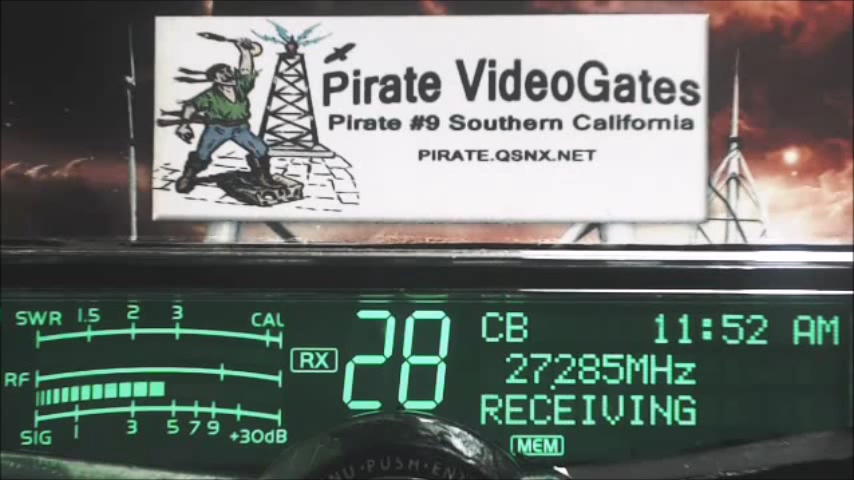 Pirate VideoGates
Pirate #9 Southern California
PIRATE.QSNX.NET
SWR 1.5 2 3 CAL
RF
SIG 1 3 5 7 9 +30dB
RX
28
CB 11:52 AM
27.285MHz
RECEIVING
MEM
PUSH